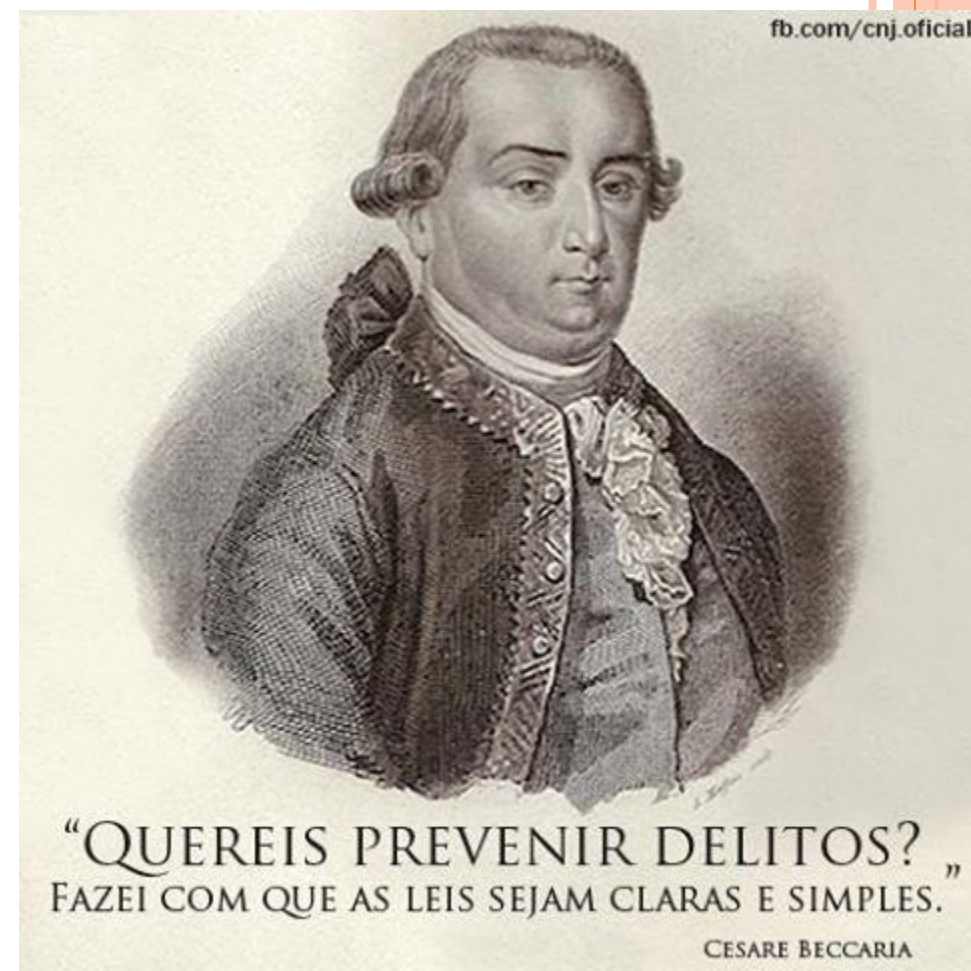 fb.com/cnj.oficial
“QUEREIS PREVENIR DELITOS?
FAZEI COM QUE AS LEIS SEJAM CLARAS E SIMPLES.”
CESARE BECCARIA